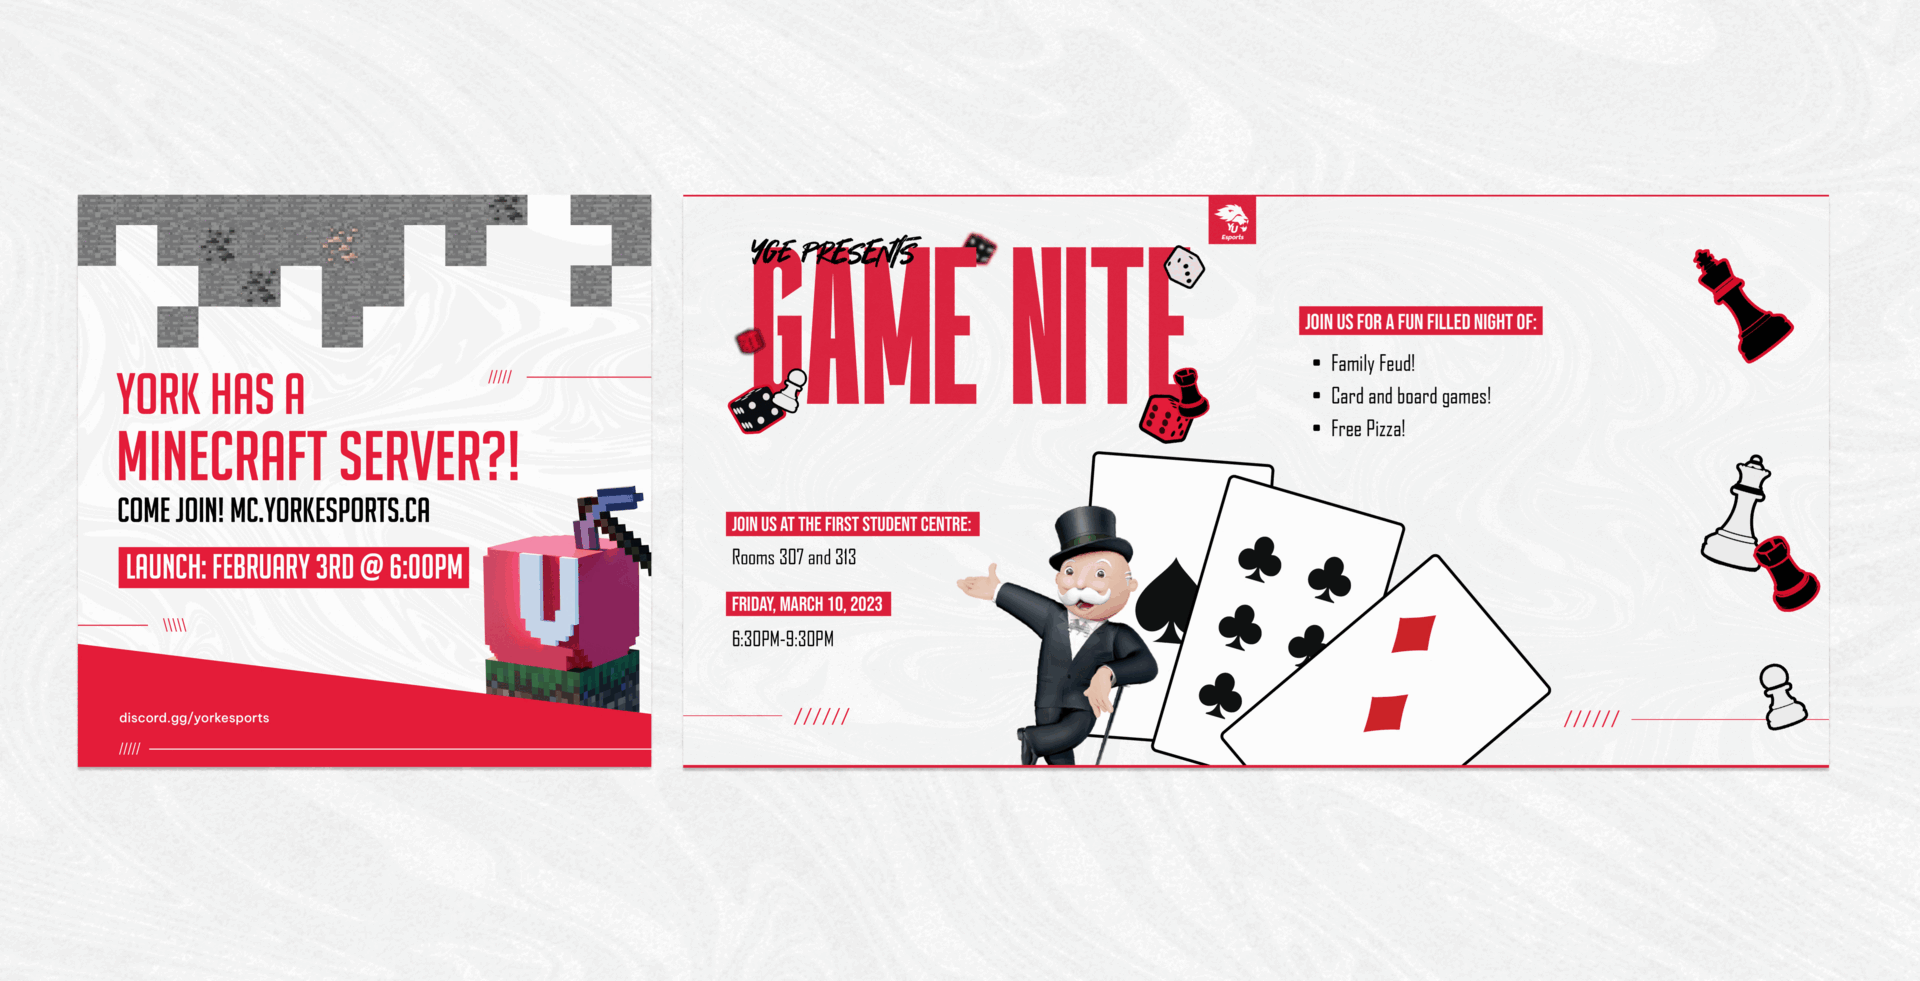 YORK HAS A
MINECRAFT SERVER?!
COME JOIN! MC.YORKESPORTS.CA
LAUNCH: FEBRUARY 3RD @ 6:00PM
discord.gg/yorkesports
YU
Esports
YGE PRESENTS
GAME NITE
JOIN US FOR A FUN FILLED NIGHT OF:
▪ Family Feud!
▪ Card and board games!
▪ Free Pizza!
JOIN US AT THE FIRST STUDENT CENTRE:
Rooms 307 and 313
FRIDAY, MARCH 10, 2023
6:30PM-9:30PM